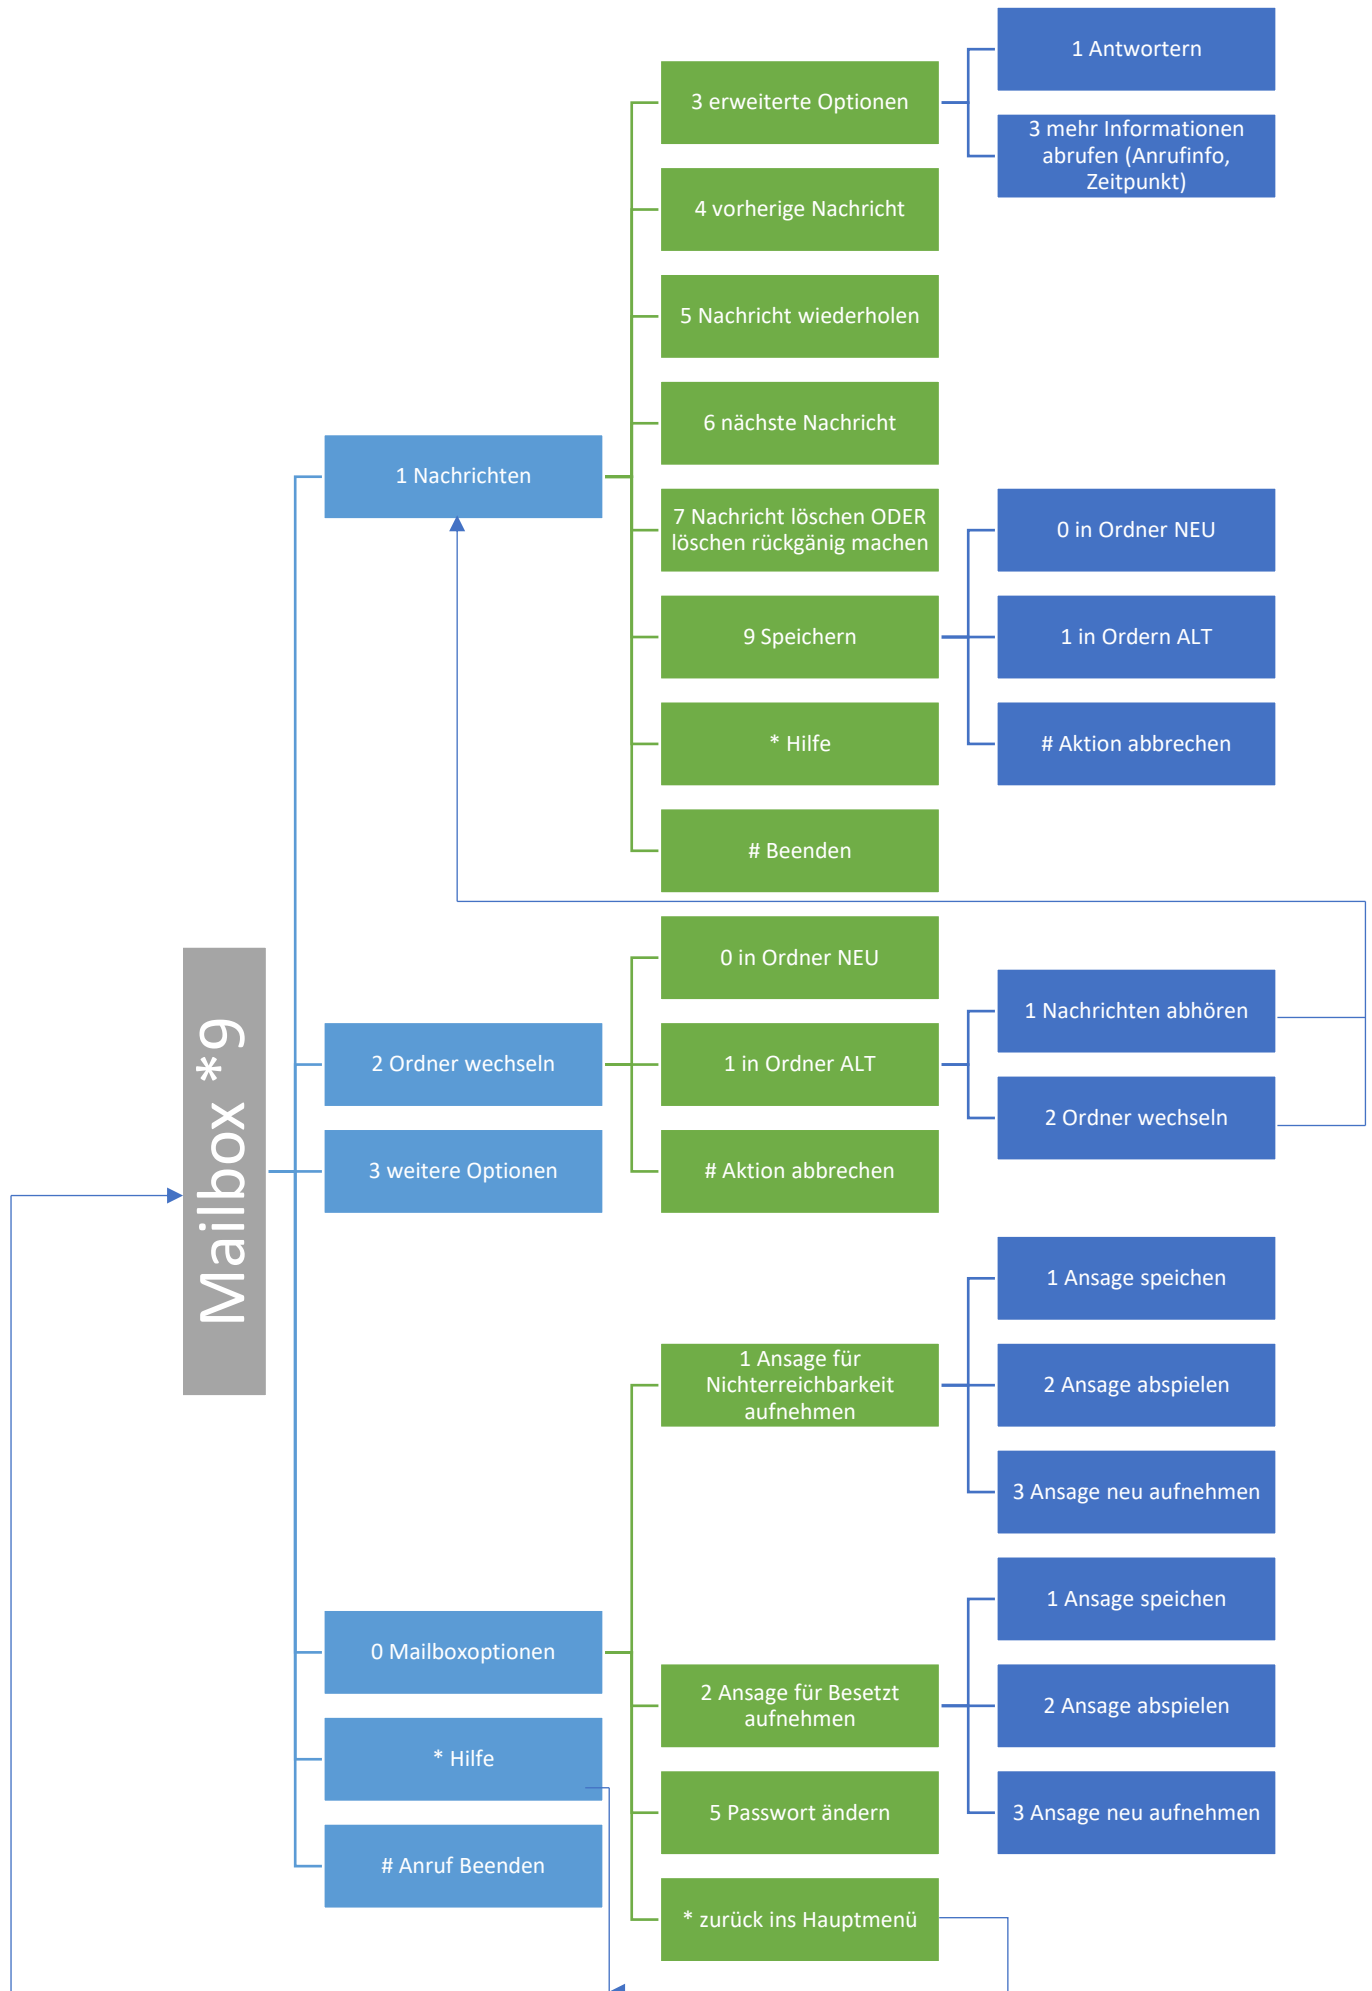 Mailbox *9
1 Nachrichten
3 erweiterte Optionen
1 Antwortern
3 mehr Informationen
abrufen (Anrufinfo,
Zeitpunkt)
4 vorherige Nachricht
5 Nachricht wiederholen
6 nächste Nachricht
7 Nachricht löschen ODER
löschen rückgänig machen
9 Speichern
0 in Ordner NEU
1 in Ordern ALT
# Aktion abbrechen
* Hilfe
# Beenden
2 Ordner wechseln
0 in Ordner NEU
1 in Ordner ALT
1 Nachrichten abhören
2 Ordner wechseln
# Aktion abbrechen
3 weitere Optionen
0 Mailboxoptionen
1 Ansage für
Nichterreichbarkeit
aufnehmen
1 Ansage speichen
2 Ansage abspielen
3 Ansage neu aufnehmen
2 Ansage für Besetzt
aufnehmen
1 Ansage speichen
2 Ansage abspielen
3 Ansage neu aufnehmen
5 Passwort ändern
* zurück ins Hauptmenü
* Hilfe
# Anruf Beenden